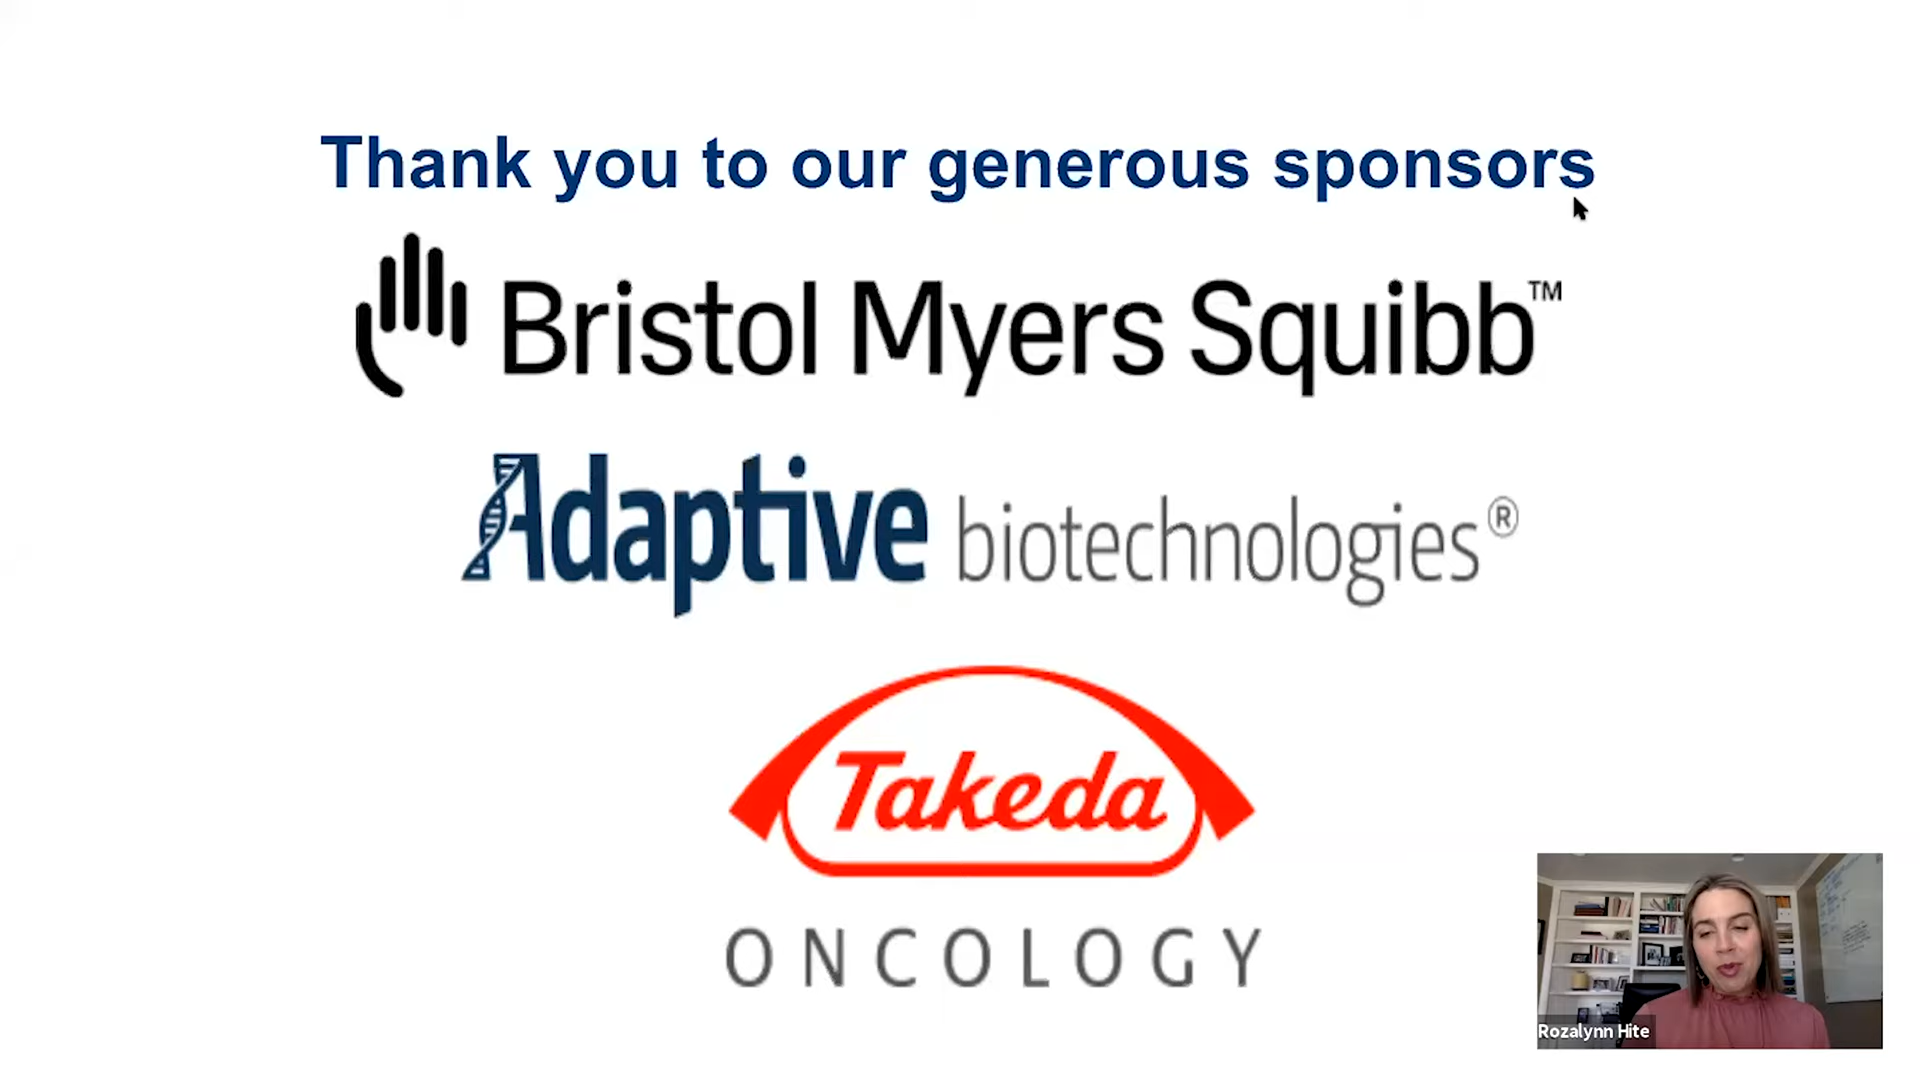 Thank you to our generous sponsors
Bristol Myers Squibb™
Adaptive biotechnologies®
Takeda
ONCOLOGY
Rozalynn Hite